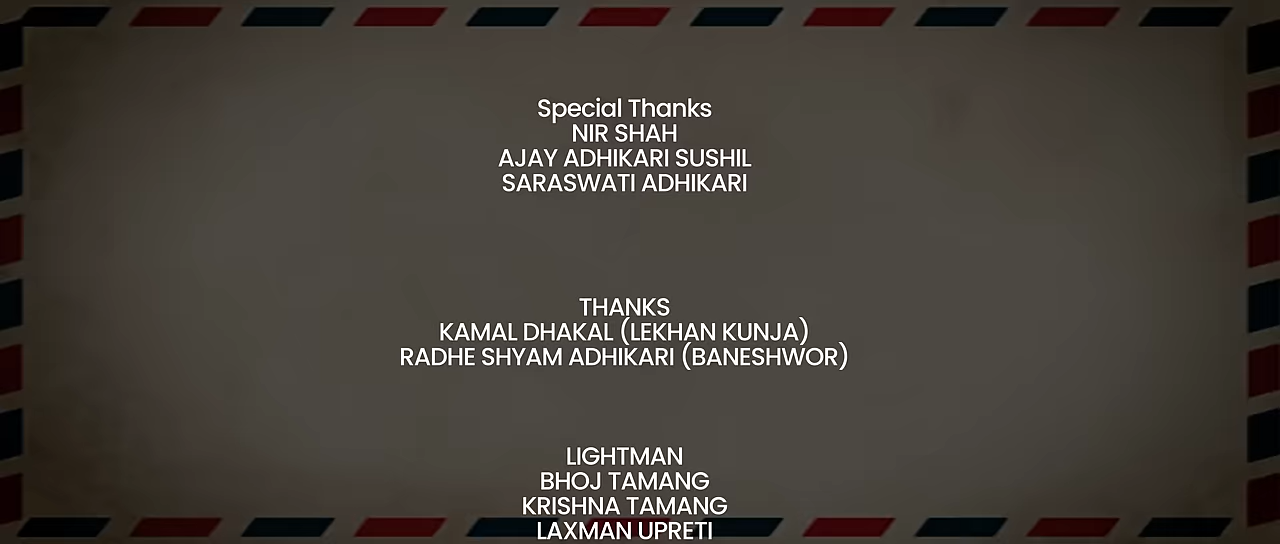 Special Thanks
NIR SHAH
AJAY ADHIKARI SUSHIL
SARASWATI ADHIKARI
THANKS
KAMAL DHAKAL (LEKHAN KUNJA)
RADHE SHYAM ADHIKARI (BANESHWOR)
LIGHTMAN
BHOJ TAMANG
KRISHNA TAMANG
LAXMAN UPRETI